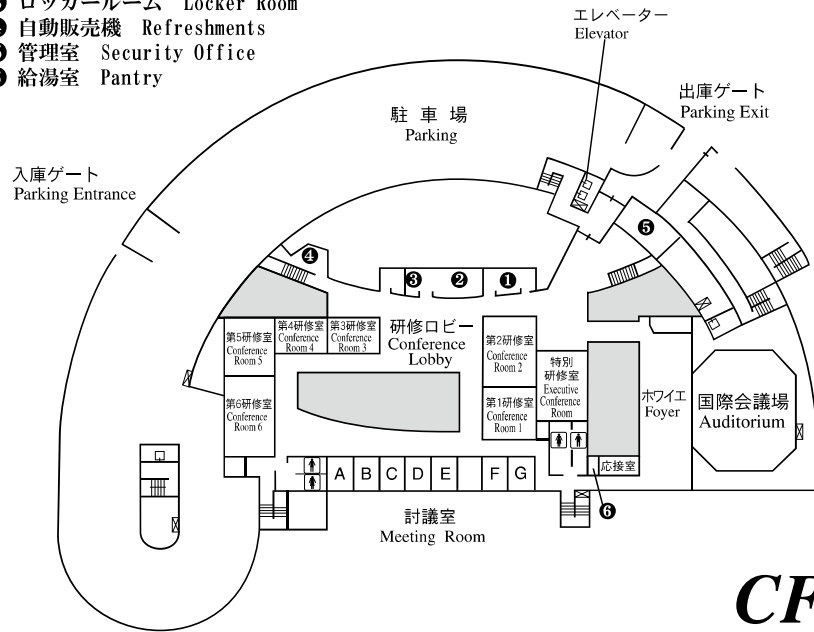 ロッカールーム Locker Room
自動販売機 Refreshments
管理室 Security Office
給湯室 Pantry
エレベーター
Elevator
出庫ゲート
Parking Exit
駐車場
Parking
入庫ゲート
Parking Entrance
❺
❹
❸
❷
❶
第5研修室
Conference
Room 5
第4研修室
Conference
Room 4
第3研修室
Conference
Room 3
研修ロビー
Conference
Lobby
第2研修室
Conference
Room 2
特別
研修室
Executive
Conference
Room
第6研修室
Conference
Room 6
第1研修室
Conference
Room 1
ホワイエ
Foyer
国際会議場
Auditorium
A B C D E F G
応接室
❻
討議室
Meeting Room
CF